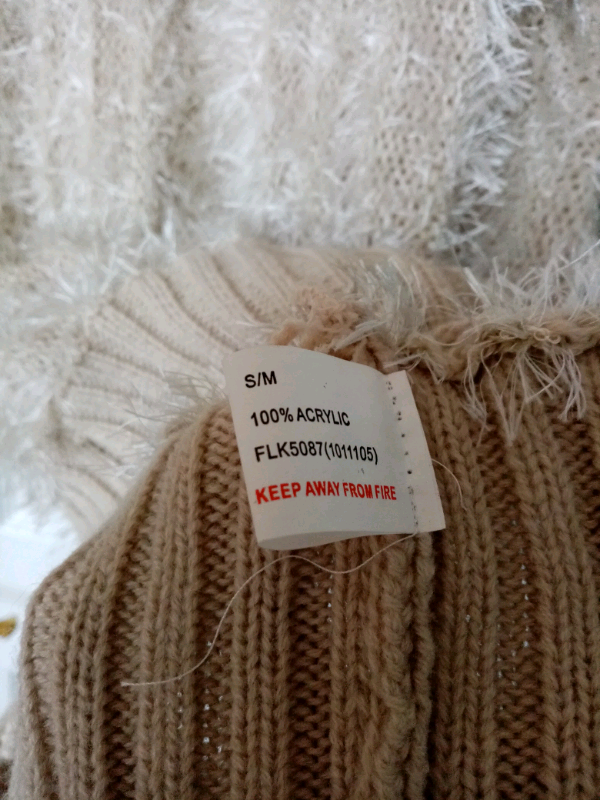 S/M
100% ACRYLIC
FLK5087(1011105)
KEEP AWAY FROM FIRE